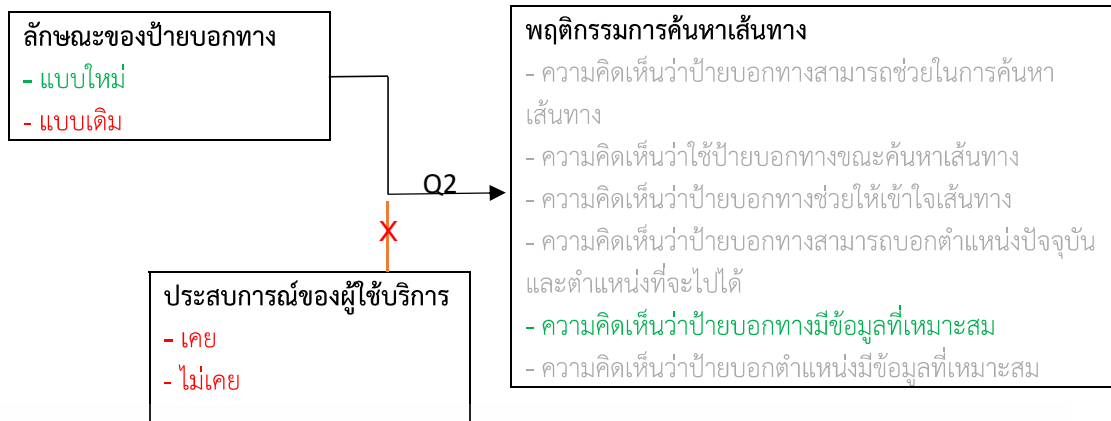 ลักษณะของป้ายบอกทาง
- แบบใหม่
- แบบเดิม
Q2
X
ประสบการณ์ของผู้ใช้บริการ
- เคย
- ไม่เคย
พฤติกรรมการค้นหาเส้นทาง
- ความคิดเห็นว่าป้ายบอกทางสามารถช่วยในการค้นหา
เส้นทาง
- ความคิดเห็นว่าใช้ป้ายบอกทางขณะค้นหาเส้นทาง
- ความคิดเห็นว่าป้ายบอกทางช่วยให้เข้าใจเส้นทาง
- ความคิดเห็นว่าป้ายบอกทางสามารถบอกตำแหน่งปัจจุบัน
และตำแหน่งที่จะไปได้
- ความคิดเห็นว่าป้ายบอกทางมีข้อมูลที่เหมาะสม
- ความคิดเห็นว่าป้ายบอกตำแหน่งมีข้อมูลที่เหมาะสม